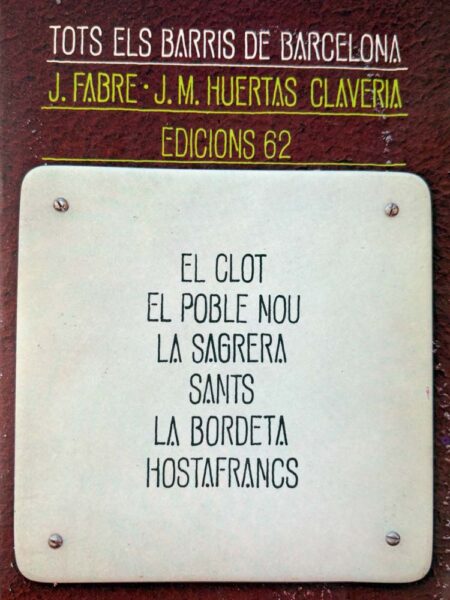 TOTS ELS BARRIS DE BARCELONA
J. FABRE · J. M. HUERTAS CLAVERIA
EDICIONS 62
EL CLOT
EL POBLE NOU
LA SAGRERA
SANTS
LA BORDETA
HOSTAFRANCS